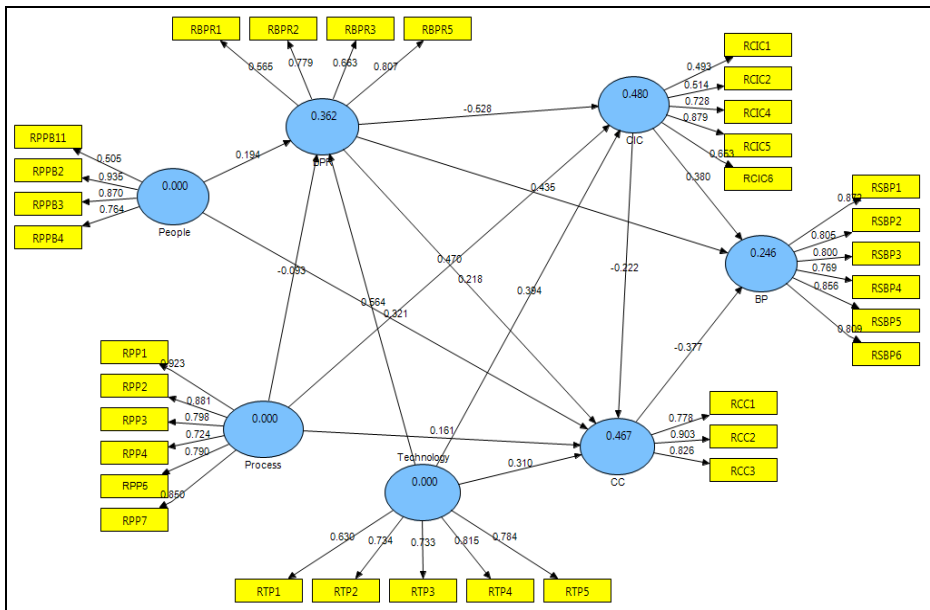 RBPR1
RBPR2
RBPR3
RBPR5
0.565
0.779
0.663
0.807
RCIC1
RCIC2
RCIC4
RCIC5
RCIC6
0.493
0.514
0.728
0.879
0.653
0.480
CIC
0.362
BPR
-0.528
RPPB11
RPPB2
RPPB3
RPPB4
0.505
0.935
0.870
0.764
0.194
0.000
People
0.380
0.435
RSBP1
RSBP2
RSBP3
RSBP4
RSBP5
RSBP6
0.872
0.805
0.800
0.769
0.856
0.809
0.246
BP
-0.093
0.470
0.218
-0.222
0.564
0.321
0.394
-0.377
RPP1
RPP2
RPP3
RPP4
RPP5
RPP7
0.923
0.881
0.798
0.724
0.790
0.850
0.000
Process
0.161
0.310
0.467
CC
0.778
0.903
0.826
RCC1
RCC2
RCC3
Technology
0.000
0.630
0.734
0.733
0.815
0.784
RTP1
RTP2
RTP3
RTP4
RTP5